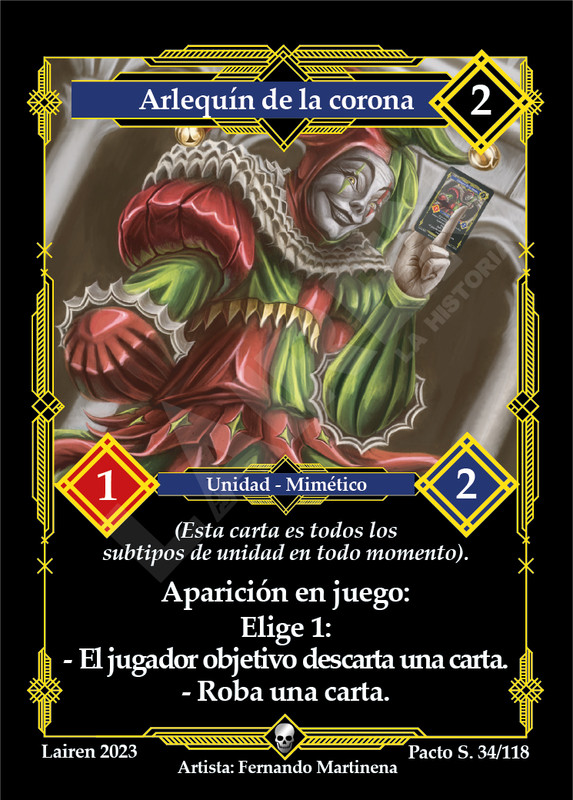 Arlequín de la corona
2
LA HISTORIA
1
Unidad - Mimético
2
(Esta carta es todos los
subtipos de unidad en todo momento).
Aparición en juego:
Elige 1:
- El jugador objetivo descarta una carta.
- Roba una carta.
Lairen 2023
Pacto S. 34/118
Artista: Fernando Martinena